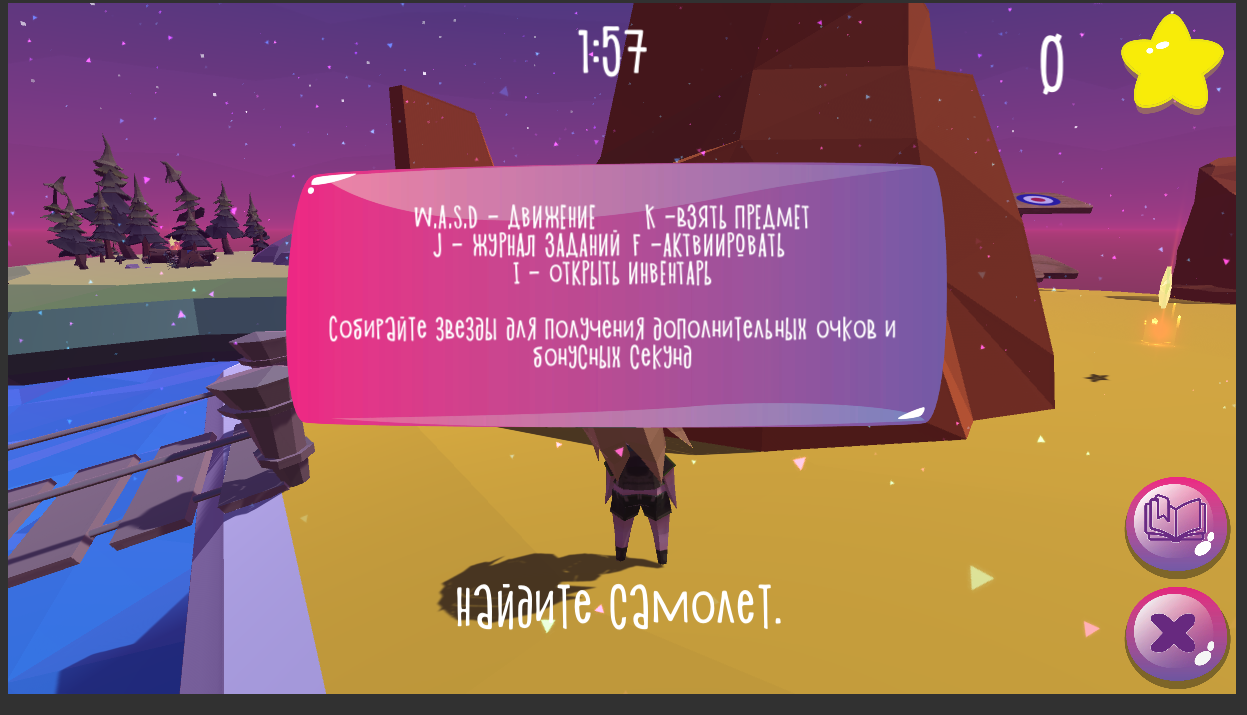 1:57
0
W,A,S,D - ДВИЖЕНИЕ K -ВЗЯТЬ ПРЕДМЕТ
J - ЖУРНАЛ ЗАДАНИЙ F -АКТВИИРОВАТЬ
I - ОТКРЫТЬ ИНВЕНТАРЬ
Собирайте звезды для получения дополнительных очков и
бонусных секунд
найдите самолет.